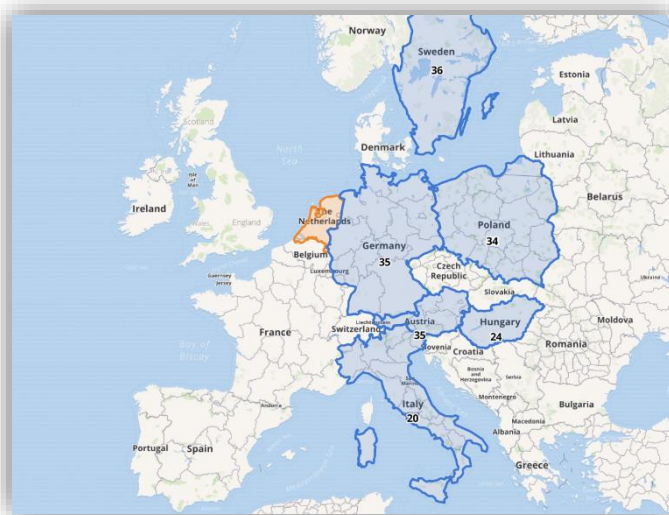 Norway
Sweden
36
Estonia
Scotland
Latvia
North
Sea
Denmark
Lithuania
Isle
of
Man
Ireland
England
Belarus
The
Netherlands
Poland
34
Germany
35
Belgium
Luxembourg
Guernsey
Jersey
Czech
Republic
Slovakia
Ukraine
Liechtenstein
Austria
35
Hungary
24
Moldova
France
Switzerland
Slovenia
Croatia
Romania
Bay of
Biscay
Bosnia
and
Herzegovina
Serbia
San
Italy
20
Montenegro
Bulgaria
Andorra
Macedonia
Albania
Portugal
Spain
Greece